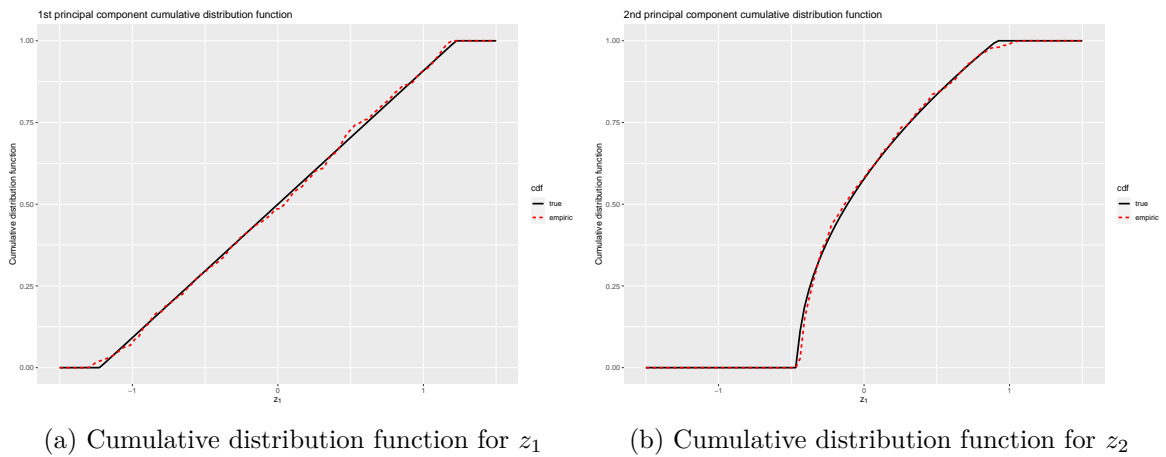 1st principal component cumulative distribution function
1.00
0.75
0.50
0.25
0.00
Cumulative distribution function
−1
0
1
z₁
cdf
true
empiric
2nd principal component cumulative distribution function
1.00
0.75
0.50
0.25
0.00
Cumulative distribution function
−1
0
1
z₁
cdf
true
empiric
(a) Cumulative distribution function for z₁
(b) Cumulative distribution function for z₂